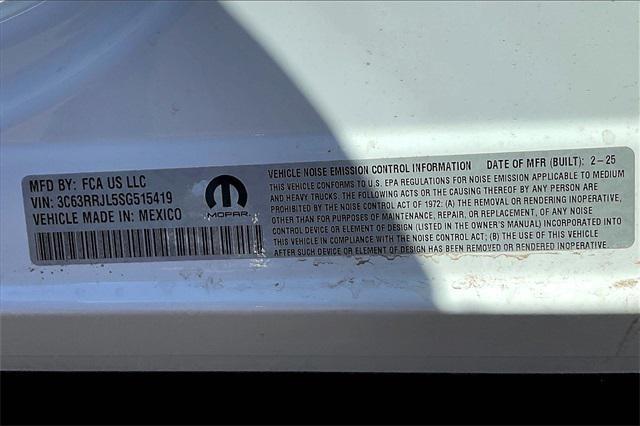 MFD BY: FCA US LLC
VIN: 3C63RRJL5SG515419
VEHICLE MADE IN: MEXICO
MOPAR
VEHICLE NOISE EMISSION CONTROL INFORMATION DATE OF MFR (BUILT): 2-25
THIS VEHICLE CONFORMS TO U.S. EPA REGULATIONS FOR NOISE EMISSION APPLICABLE TO MEDIUM
AND HEAVY TRUCKS. THE FOLLOWING ACTS OR THE CAUSING THEREOF BY ANY PERSON ARE
PROHIBITED BY THE NOISE CONTROL ACT OF 1972: (A) THE REMOVAL OR RENDERING INOPERATIVE,
OTHER THAN FOR PURPOSES OF MAINTENANCE, REPAIR, OR REPLACEMENT, OF ANY NOISE
CONTROL DEVICE OR ELEMENT OF DESIGN (LISTED IN THE OWNER'S MANUAL) INCORPORATED INTO
THIS VEHICLE IN COMPLIANCE WITH THE NOISE CONTROL ACT; (B) THE USE OF THIS VEHICLE
AFTER SUCH DEVICE OR ELEMENT OF DESIGN HAS BEEN REMOVED OR RENDERED INOPERATIVE.